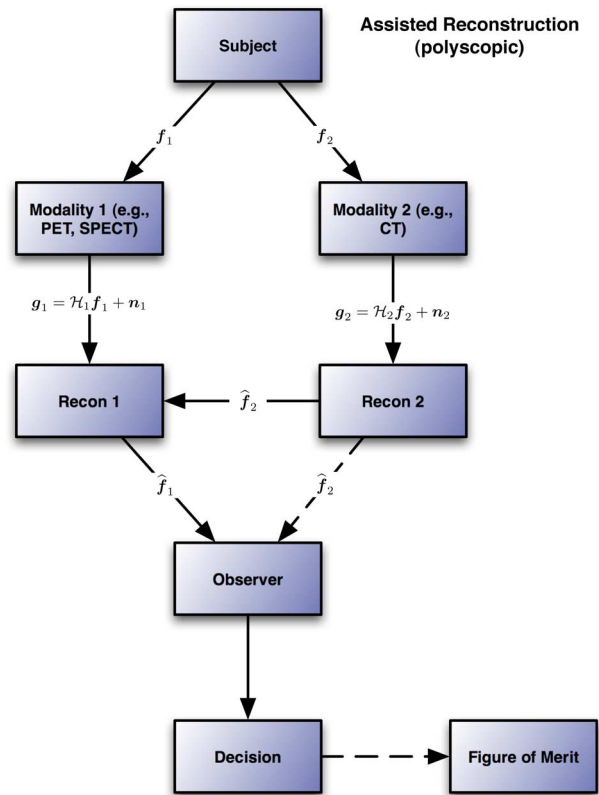 Assisted Reconstruction
(polyscopic)
Subject
f₁
f₂
Modality 1 (e.g.,
PET, SPECT)
Modality 2 (e.g.,
CT)
g₁ = ℋ₁f₁ + n₁
g₂ = ℋ₂f₂ + n₂
Recon 1
f̂₂
Recon 2
f̂₁
f̂₂
Observer
Decision
Figure of Merit